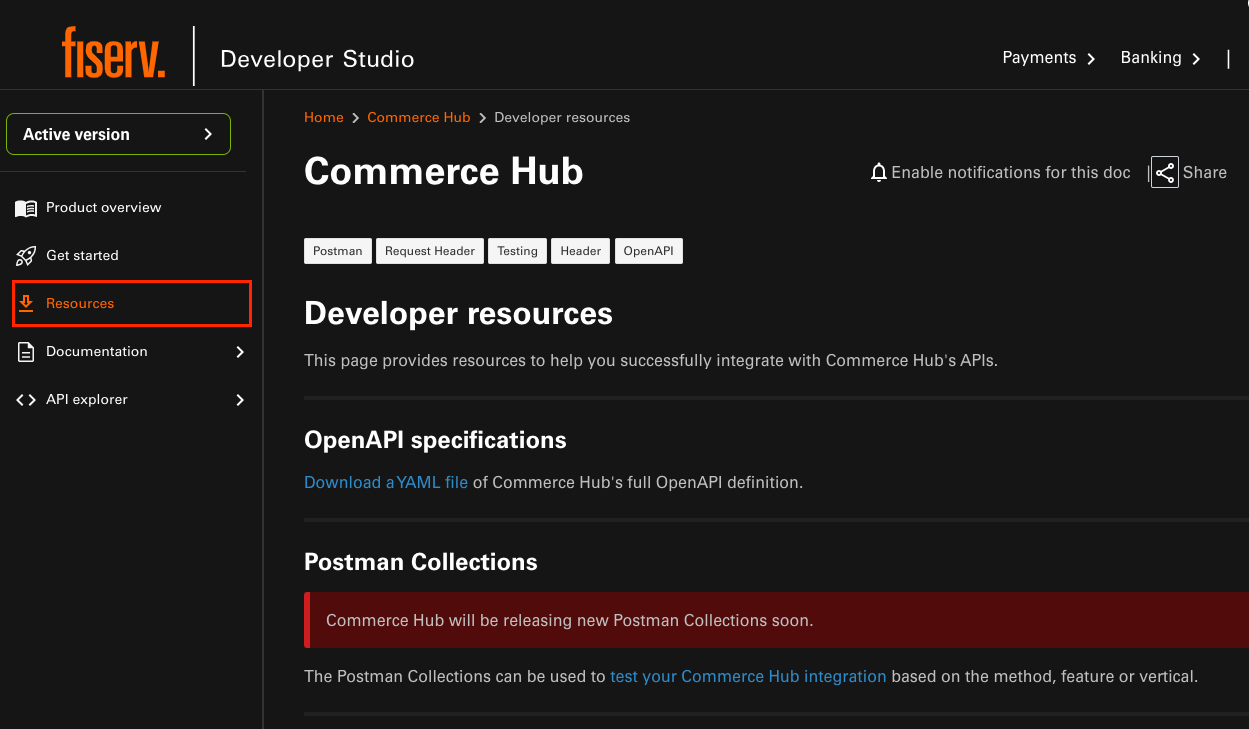 fiserv.
Developer Studio
Payments
Banking
Active version
Product overview
Get started
Resources
Documentation
API explorer
Home > Commerce Hub > Developer resources
Commerce Hub
Enable notifications for this doc
Share
Postman Request Header Testing Header OpenAPI
Developer resources
This page provides resources to help you successfully integrate with Commerce Hub's APIs.
OpenAPI specifications
Download a YAML file of Commerce Hub's full OpenAPI definition.
Postman Collections
Commerce Hub will be releasing new Postman Collections soon.
The Postman Collections can be used to test your Commerce Hub integration based on the method, feature or vertical.